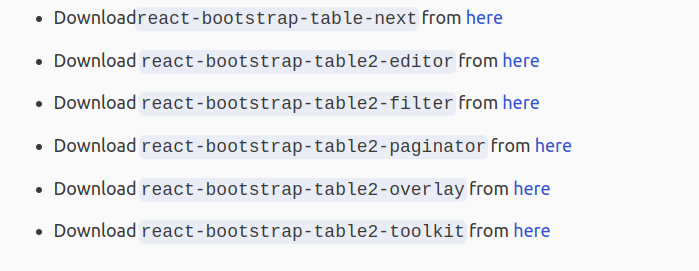 Downloadreact-bootstrap-table-next from here
Download react-bootstrap-table2-editor from here
Download react-bootstrap-table2-filter from here
Download react-bootstrap-table2-paginator from here
Download react-bootstrap-table2-overlay from here
Download react-bootstrap-table2-toolkit from here